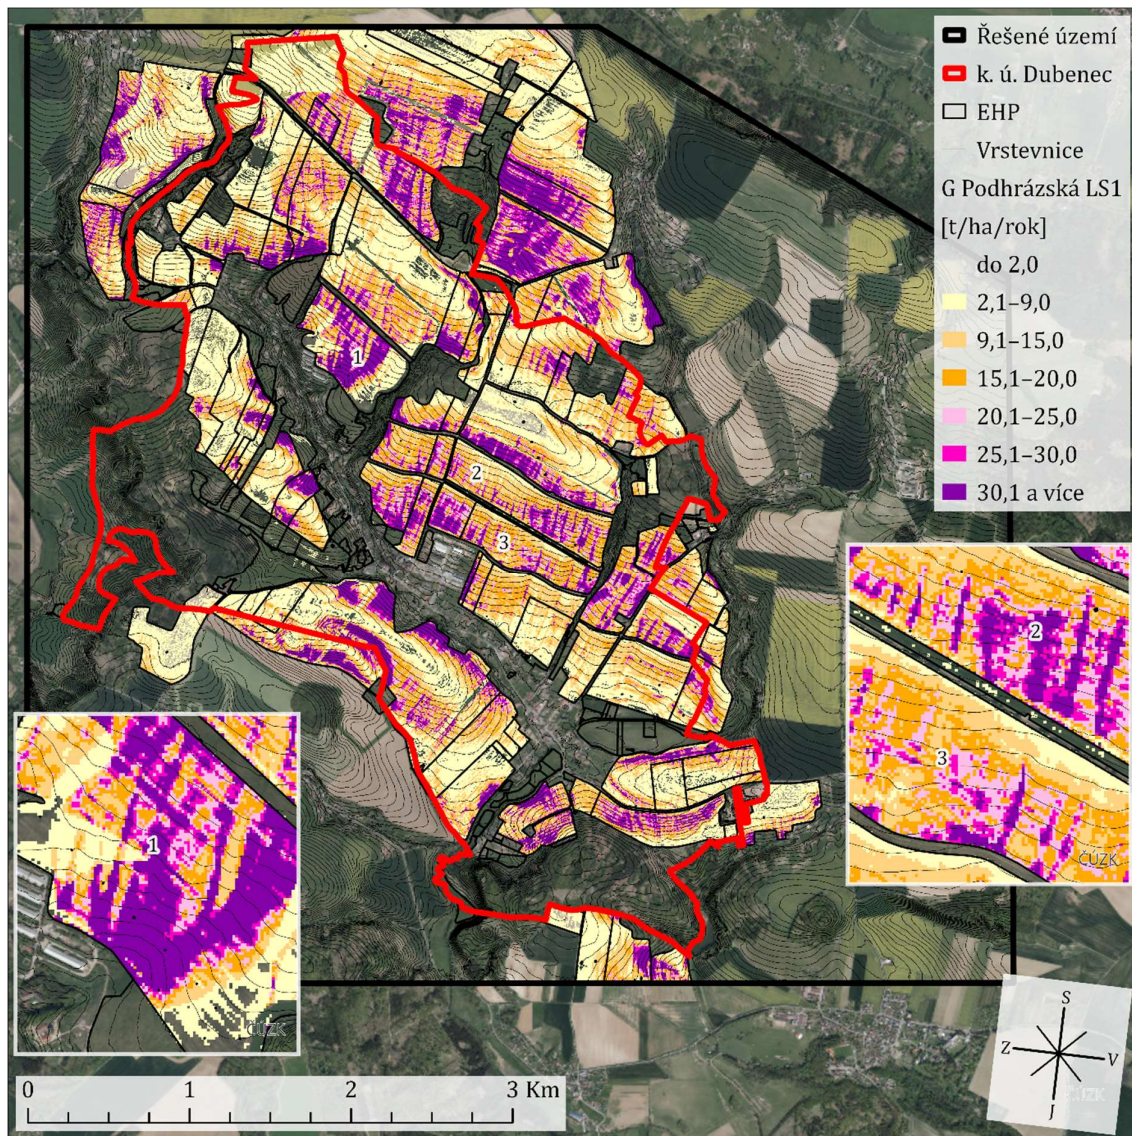 Řešené území
k. ú. Dubenec
EHP
Vrstevnice
G Podhrázská LS1
[t/ha/rok]
do 2,0
2,1–9,0
9,1–15,0
15,1–20,0
20,1–25,0
25,1–30,0
30,1 a více
1
2
3
2
3
ČÚZK
1
ČÚZK
0 1 2 3 Km
S
Z V
J
ČÚZK